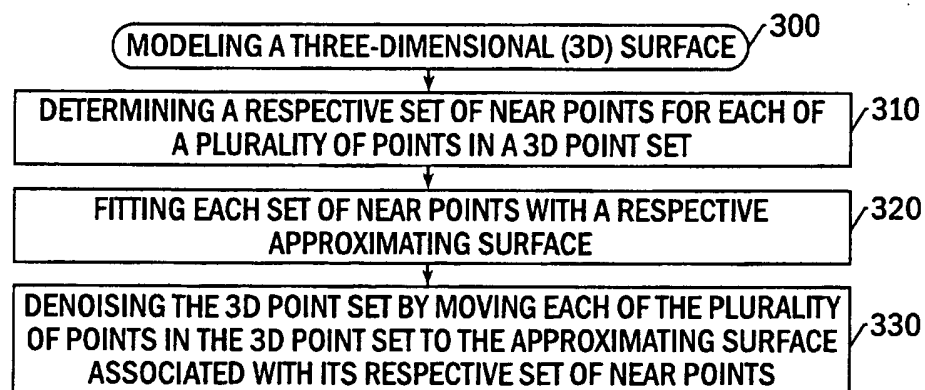 MODELING A THREE-DIMENSIONAL (3D) SURFACE 300
DETERMINING A RESPECTIVE SET OF NEAR POINTS FOR EACH OF 310
A PLURALITY OF POINTS IN A 3D POINT SET
FITTING EACH SET OF NEAR POINTS WITH A RESPECTIVE 320
APPROXIMATING SURFACE
DENOISING THE 3D POINT SET BY MOVING EACH OF THE PLURALITY
OF POINTS IN THE 3D POINT SET TO THE APPROXIMATING SURFACE 330
ASSOCIATED WITH ITS RESPECTIVE SET OF NEAR POINTS